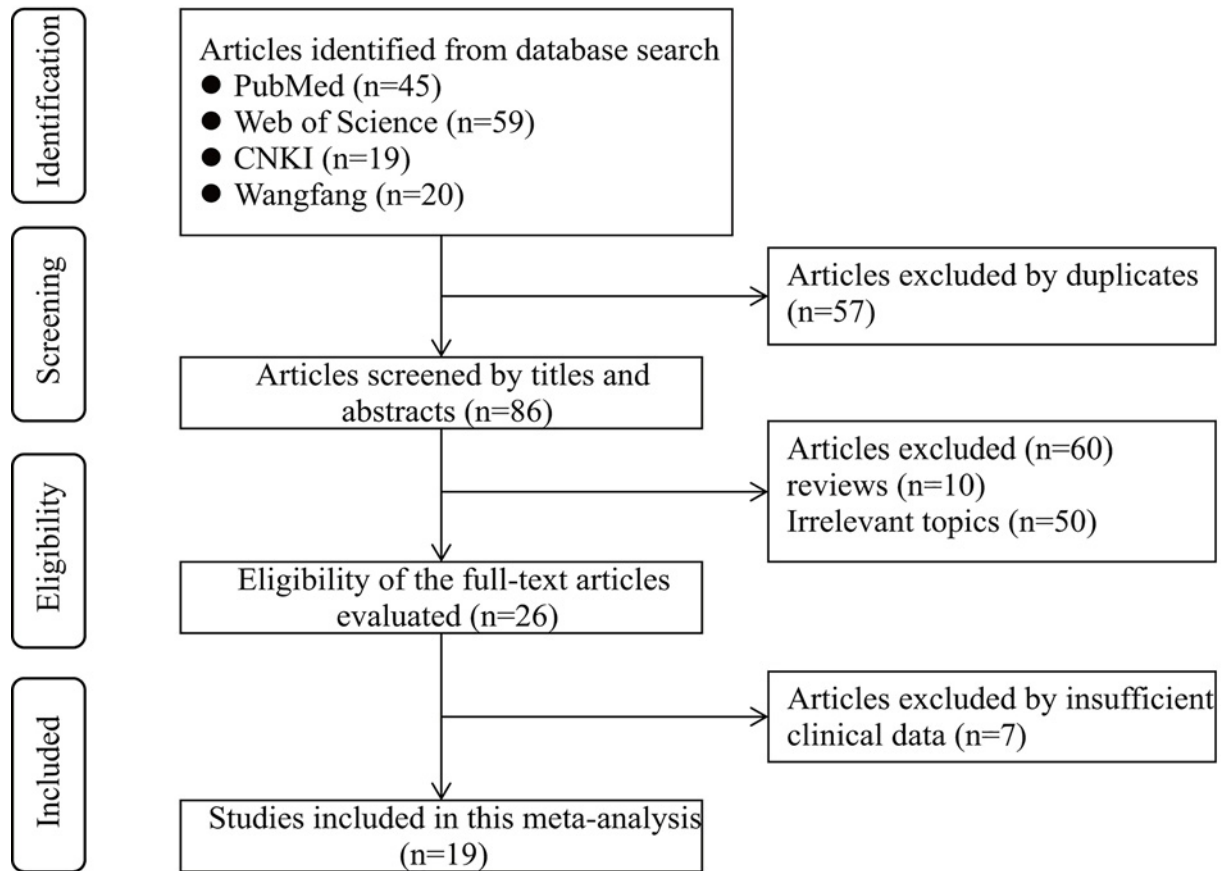 Identification
Articles identified from database search
● PubMed (n=45)
● Web of Science (n=59)
● CNKI (n=19)
● Wangfang (n=20)
Screening
Articles excluded by duplicates
(n=57)
Articles screened by titles and
abstracts (n=86)
Eligibility
Articles excluded (n=60)
reviews (n=10)
Irrelevant topics (n=50)
Eligibility of the full-text articles
evaluated (n=26)
Included
Articles excluded by insufficient
clinical data (n=7)
Studies included in this meta-analysis
(n=19)